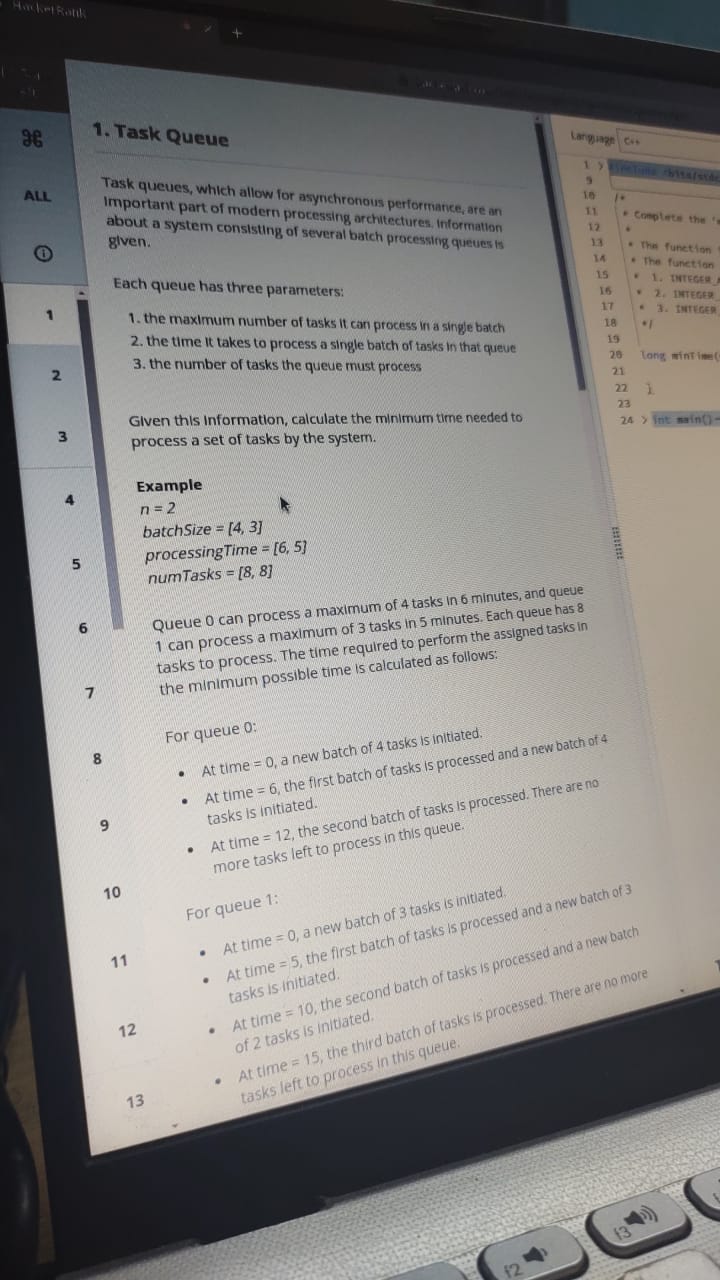 HackerRank
+
⌘
ALL
1
2
3
4
5
6
7
8
9
10
11
12
13
1. Task Queue
Task queues, which allow for asynchronous performance, are an
important part of modern processing architectures. Information
about a system consisting of several batch processing queues is
given.
Each queue has three parameters:
1. the maximum number of tasks it can process in a single batch
2. the time it takes to process a single batch of tasks in that queue
3. the number of tasks the queue must process
Given this information, calculate the minimum time needed to
process a set of tasks by the system.
Example
n = 2
batchSize = [4, 3]
processingTime = [6, 5]
numTasks = [8, 8]
Queue 0 can process a maximum of 4 tasks in 6 minutes, and queue
1 can process a maximum of 3 tasks in 5 minutes. Each queue has 8
tasks to process. The time required to perform the assigned tasks in
the minimum possible time is calculated as follows:
For queue 0:
• At time = 0, a new batch of 4 tasks is initiated.
• At time = 6, the first batch of tasks is processed and a new batch of 4
tasks is initiated.
• At time = 12, the second batch of tasks is processed. There are no
more tasks left to process in this queue.
For queue 1:
• At time = 0, a new batch of 3 tasks is initiated.
• At time = 5, the first batch of tasks is processed and a new batch of 3
tasks is initiated.
• At time = 10, the second batch of tasks is processed and a new batch
of 2 tasks is initiated.
• At time = 15, the third batch of tasks is processed. There are no more
tasks left to process in this queue.
Language C++
1 > #include <bits/stdc
9
10 /*
11 * Complete the '
12 *
13 * The function
14 * The function
15 * 1. INTEGER_
16 * 2. INTEGER
17 * 3. INTEGER
18 */
19
20 long minTime(
21
22 }
23
24 > int main()
f2
f3